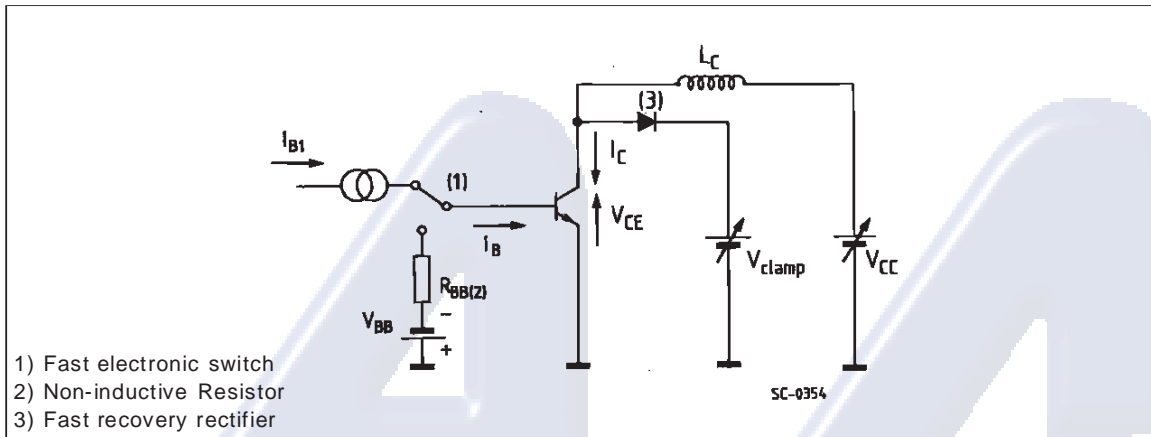 L_C
(3)
I_B1
(1)
I_C
V_CE
i_B
V_clamp
V_CC
R_BB(2)
V_BB
−
+
SC-0354
1) Fast electronic switch
2) Non-inductive Resistor
3) Fast recovery rectifier